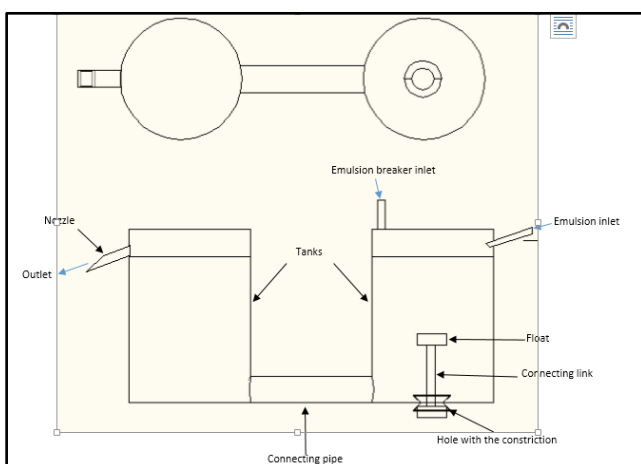 Emulsion breaker inlet
Nozzle
Emulsion inlet
Tanks
Outlet
Float
Connecting link
Hole with the constriction
Connecting pipe